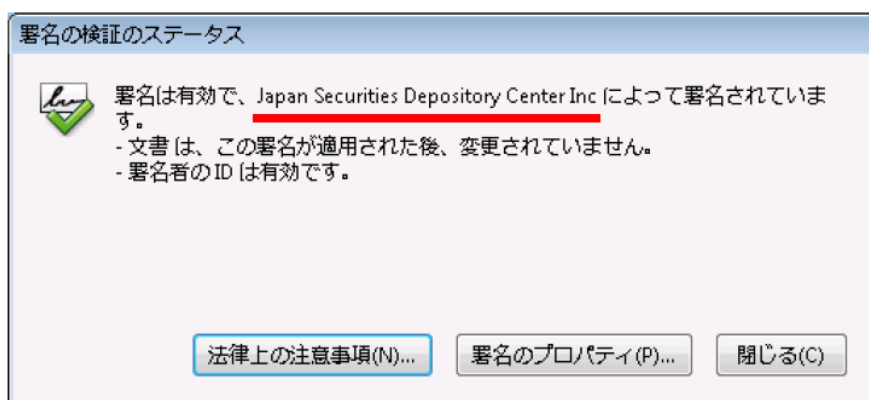 署名の検証のステータス
署名は有効で、Japan Securities Depository Center Inc によって署名されていま
す。
- 文書 は、この署名が適用された後、変更されていません。
- 署名者の ID は有効です。
法律上の注意事項(N)... 署名のプロパティ(P)... 閉じる(C)